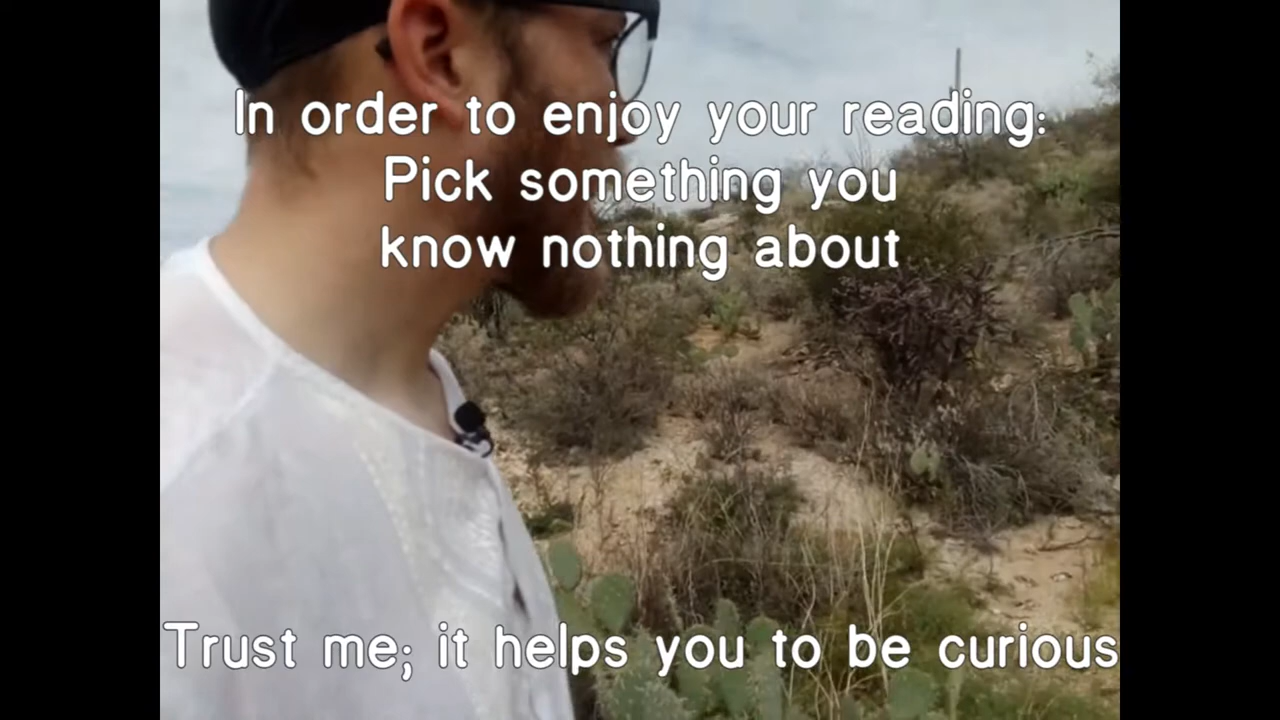 In order to enjoy your reading:
Pick something you
know nothing about
Trust me; it helps you to be curious